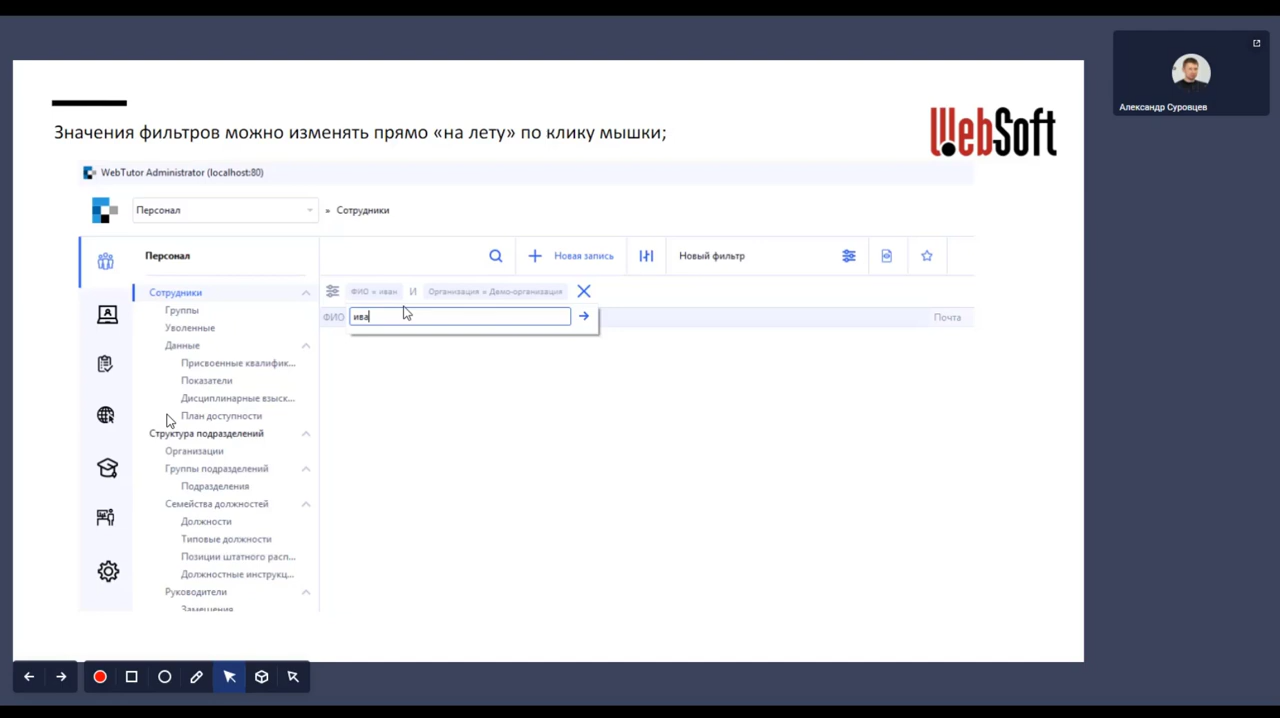 Александр Суровцев
Значения фильтров можно изменять прямо «на лету» по клику мышки;
WebSoft
WebTutor Administrator (localhost:80)
Персонал
» Сотрудники
Персонал
Новая запись
Новый фильтр
Сотрудники
ФИО = иван И Организация = Демо-организация
Группы
ФИО ива
Почта
Уволенные
Данные
Присвоенные квалифик...
Показатели
Дисциплинарные взыск...
План доступности
Структура подразделений
Организации
Группы подразделений
Подразделения
Семейства должностей
Должности
Типовые должности
Позиции штатного расп...
Должностные инструкц...
Руководители
Замещения